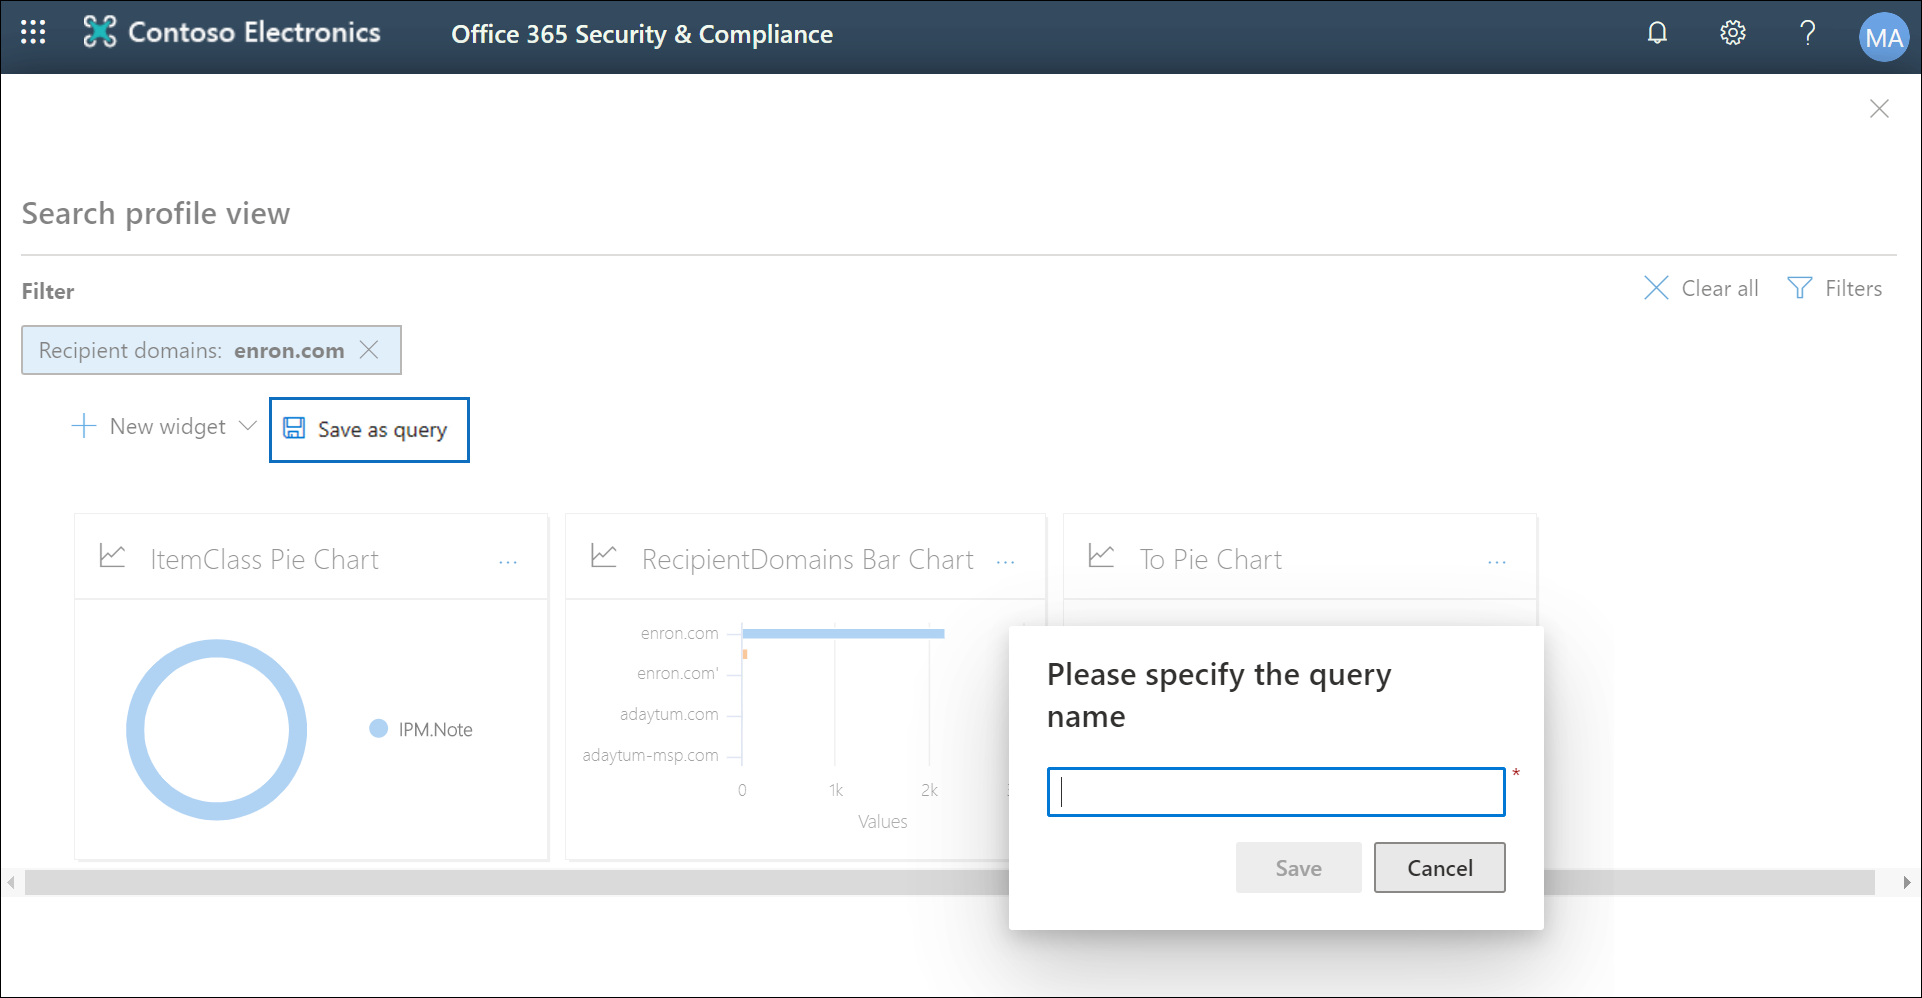 Contoso Electronics
Office 365 Security & Compliance
MA
Search profile view
Filter
Clear all
Filters
Recipient domains: enron.com
New widget
Save as query
ItemClass Pie Chart
...
RecipientDomains Bar Chart
...
To Pie Chart
...
IPM.Note
enron.com
enron.com'
adaytum.com
adaytum-msp.com
0
1k
2k
Values
Please specify the query
name
*
Save
Cancel